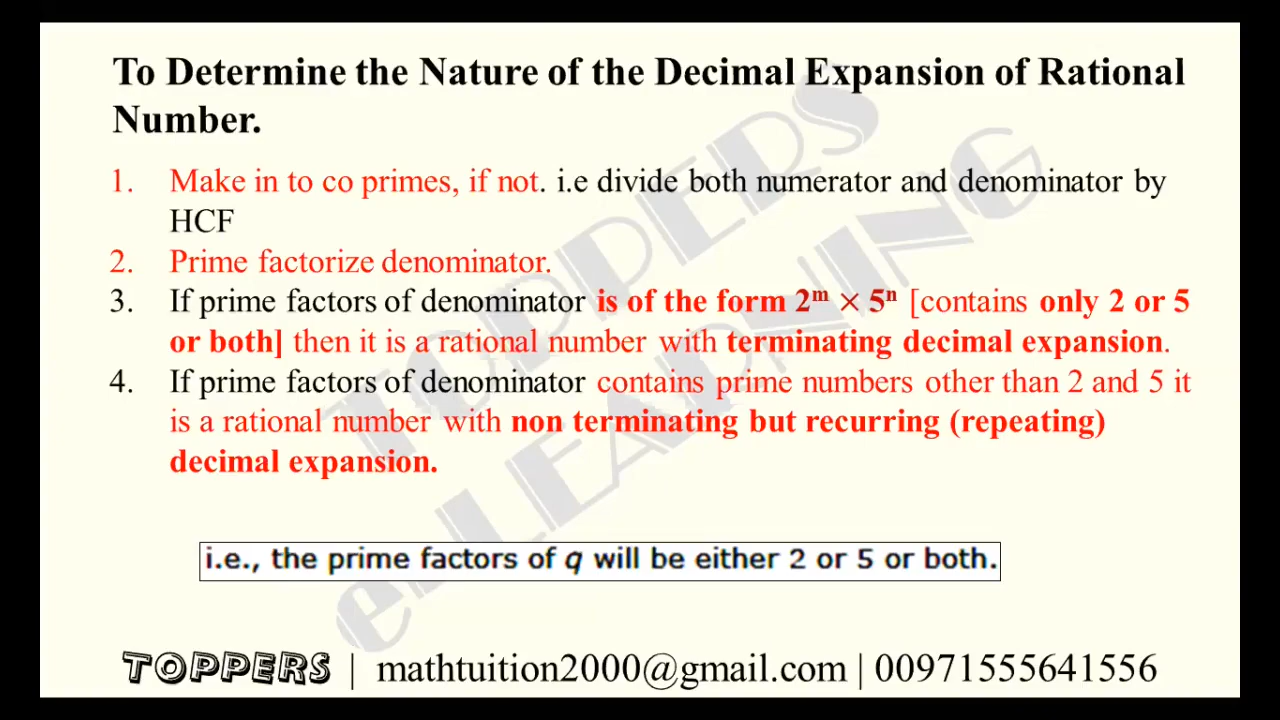 To Determine the Nature of the Decimal Expansion of Rational
Number.
1. Make in to co primes, if not. i.e divide both numerator and denominator by
HCF
2. Prime factorize denominator.
3. If prime factors of denominator is of the form 2ᵐ × 5ⁿ [contains only 2 or 5
or both] then it is a rational number with terminating decimal expansion.
4. If prime factors of denominator contains prime numbers other than 2 and 5 it
is a rational number with non terminating but recurring (repeating)
decimal expansion.
TOPPERS
eLEARNING
i.e., the prime factors of q will be either 2 or 5 or both.
TOPPERS | mathtuition2000@gmail.com | 00971555641556